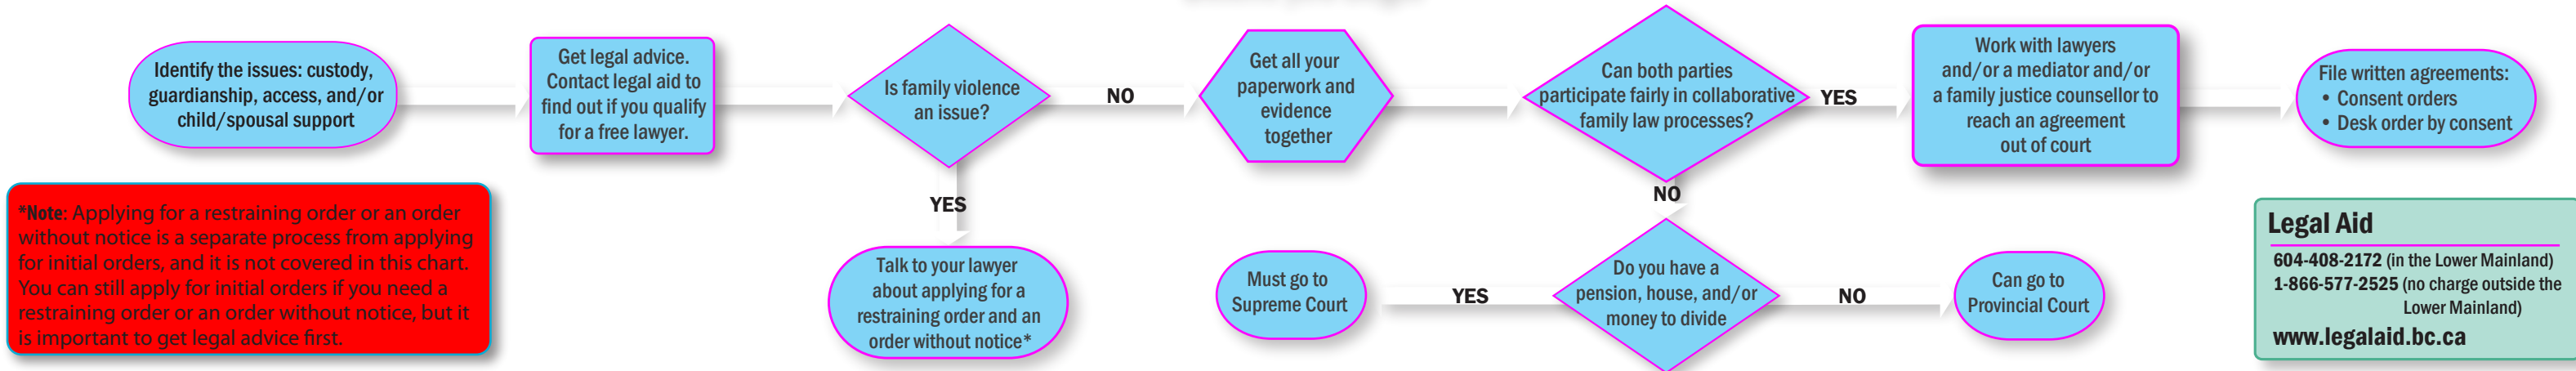 Identify the issues: custody,
guardianship, access, and/or
child/spousal support
Get legal advice.
Contact legal aid to
find out if you qualify
for a free lawyer.
Is family violence
an issue?
NO
Get all your
paperwork and
evidence
together
Can both parties
participate fairly in collaborative
family law processes?
YES
Work with lawyers
and/or a mediator and/or
a family justice counsellor to
reach an agreement
out of court
File written agreements:
• Consent orders
• Desk order by consent
*Note: Applying for a restraining order or an order
without notice is a separate process from applying
for initial orders, and it is not covered in this chart.
You can still apply for initial orders if you need a
restraining order or an order without notice, but it
is important to get legal advice first.
YES
Talk to your lawyer
about applying for a
restraining order and an
order without notice*
NO
Must go to
Supreme Court
YES
Do you have a
pension, house, and/or
money to divide
NO
Can go to
Provincial Court
Legal Aid
604-408-2172 (in the Lower Mainland)
1-866-577-2525 (no charge outside the
Lower Mainland)
www.legalaid.bc.ca